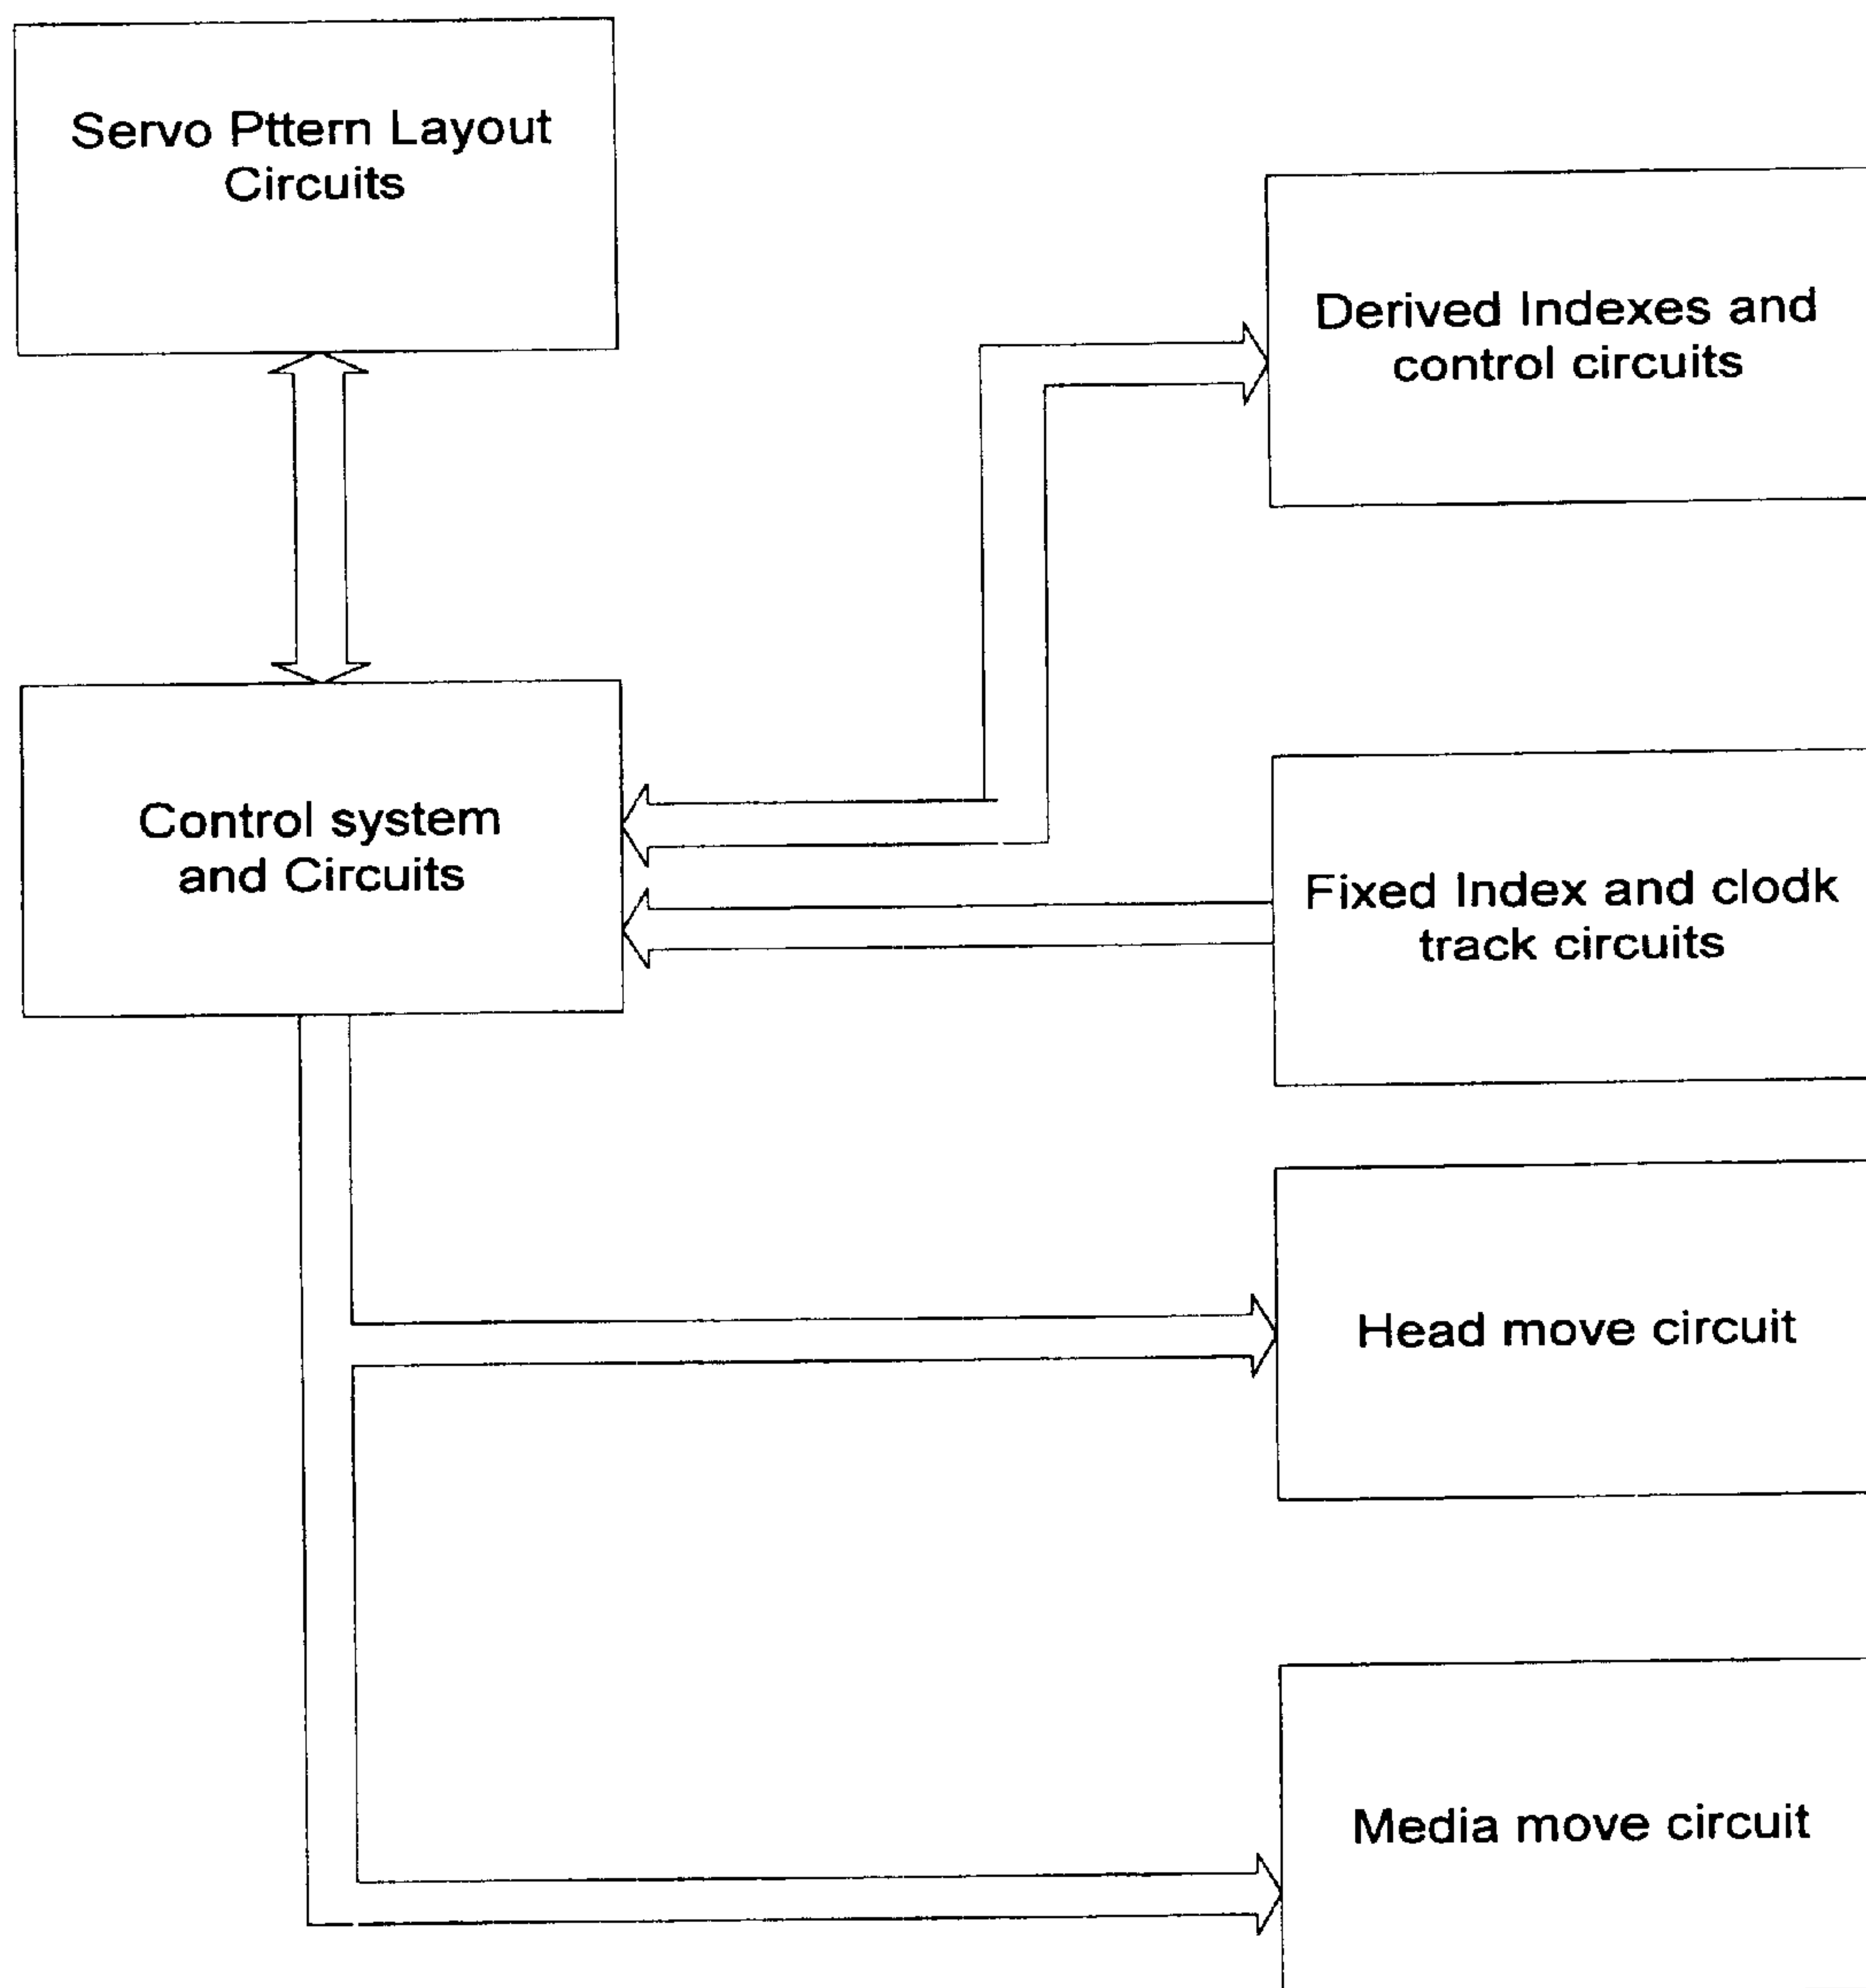 Servo Pttern Layout
Circuits
Derived Indexes and
control circuits
Control system
and Circuits
Fixed Index and clodk
track circuits
Head move circuit
Media move circuit